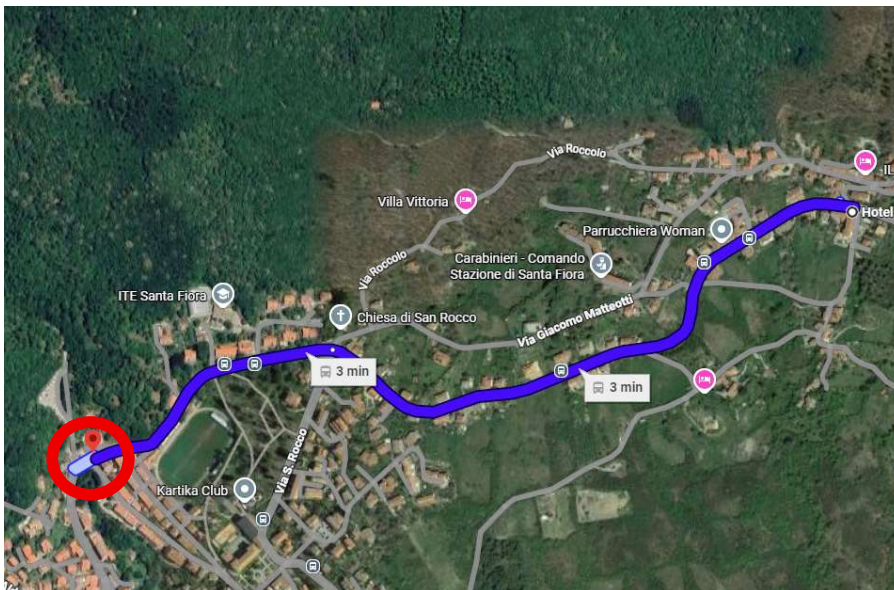 Via Roccolo
IL
Villa Vittoria
Hotel
Parrucchiera Woman
Carabinieri - Comando
Stazione di Santa Fiora
Via Roccolo
ITE Santa Fiora
Chiesa di San Rocco
Via Giacomo Matteotti
3 min
3 min
Via S. Rocco
Kartika Club